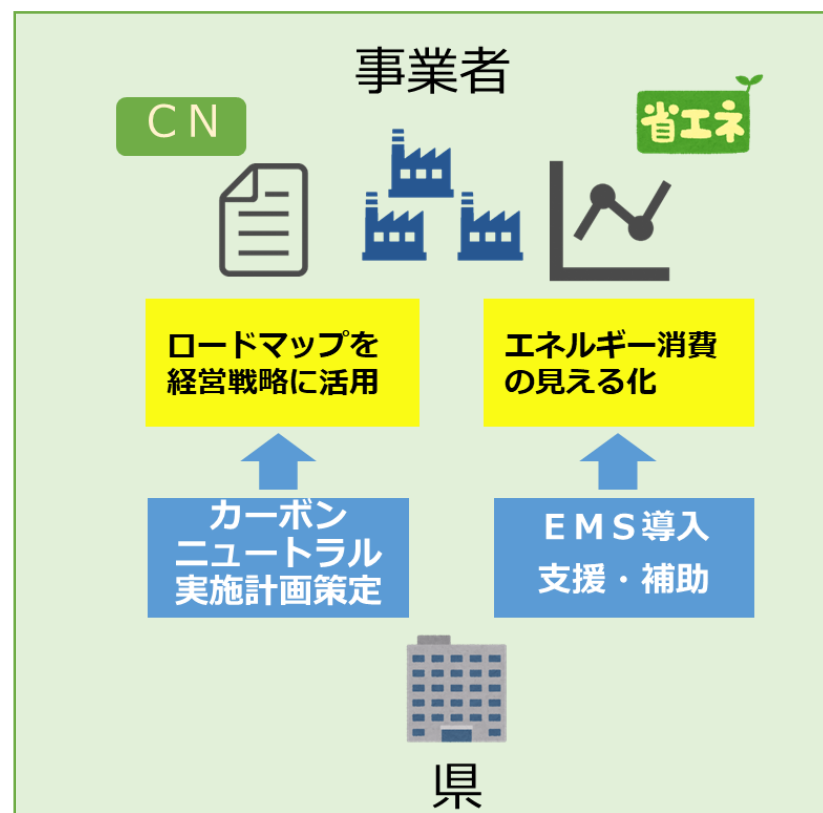 事業者
ＣＮ
省エネ
ロードマップを
経営戦略に活用
エネルギー消費
の見える化
カーボン
ニュートラル
実施計画策定
ＥＭＳ導入
支援・補助
県